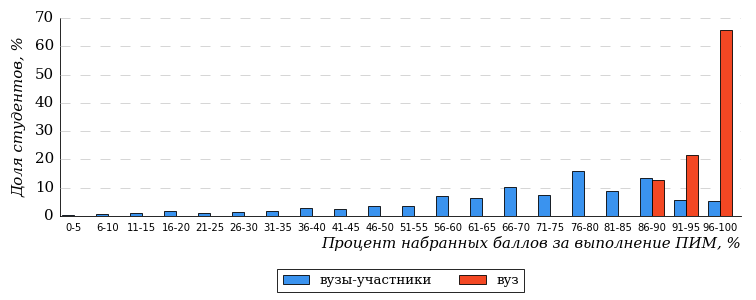 70
60
50
40
30
20
10
0
Доля студентов, %
0-5 6-10 11-15 16-20 21-25 26-30 31-35 36-40 41-45 46-50 51-55 56-60 61-65 66-70 71-75 76-80 81-85 86-90 91-95 96-100
Процент набранных баллов за выполнение ПИМ, %
вузы-участники вуз